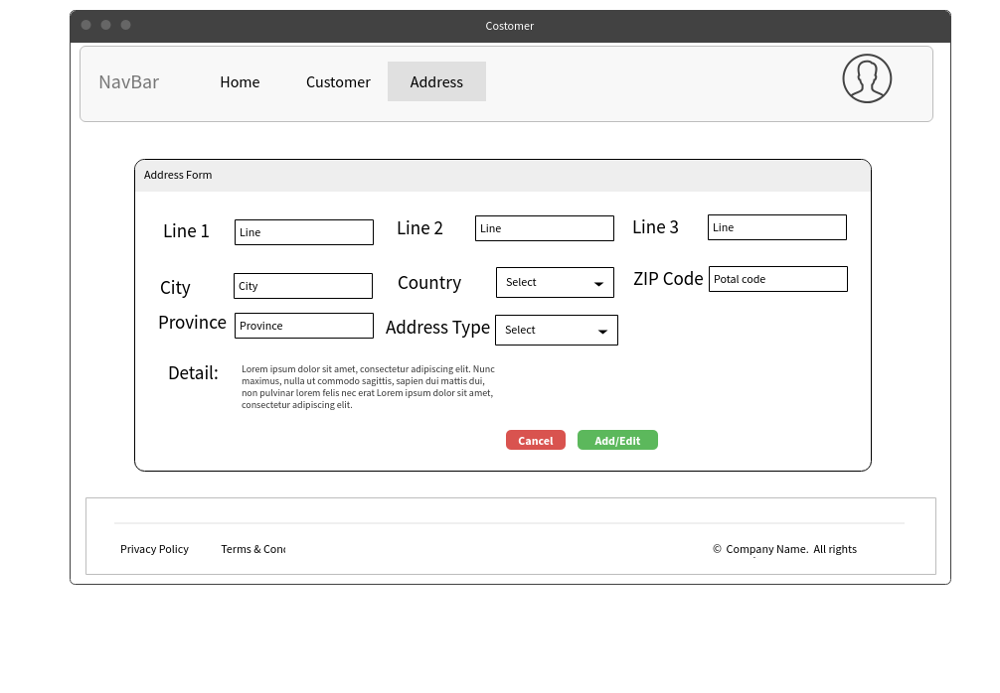 Costomer
NavBar
Home
Customer
Address
Address Form
Line 1
Line
Line 2
Line
Line 3
Line
City
City
Country
Select
ZIP Code
Potal code
Province
Province
Address Type
Select
Detail:
Lorem ipsum dolor sit amet, consectetur adipiscing elit. Nunc
maximus, nulla ut commodo sagittis, sapien dui mattis dui,
non pulvinar lorem felis nec erat Lorem ipsum dolor sit amet,
consectetur adipiscing elit.
Cancel
Add/Edit
Privacy Policy
Terms & Con
© Company Name. All rights